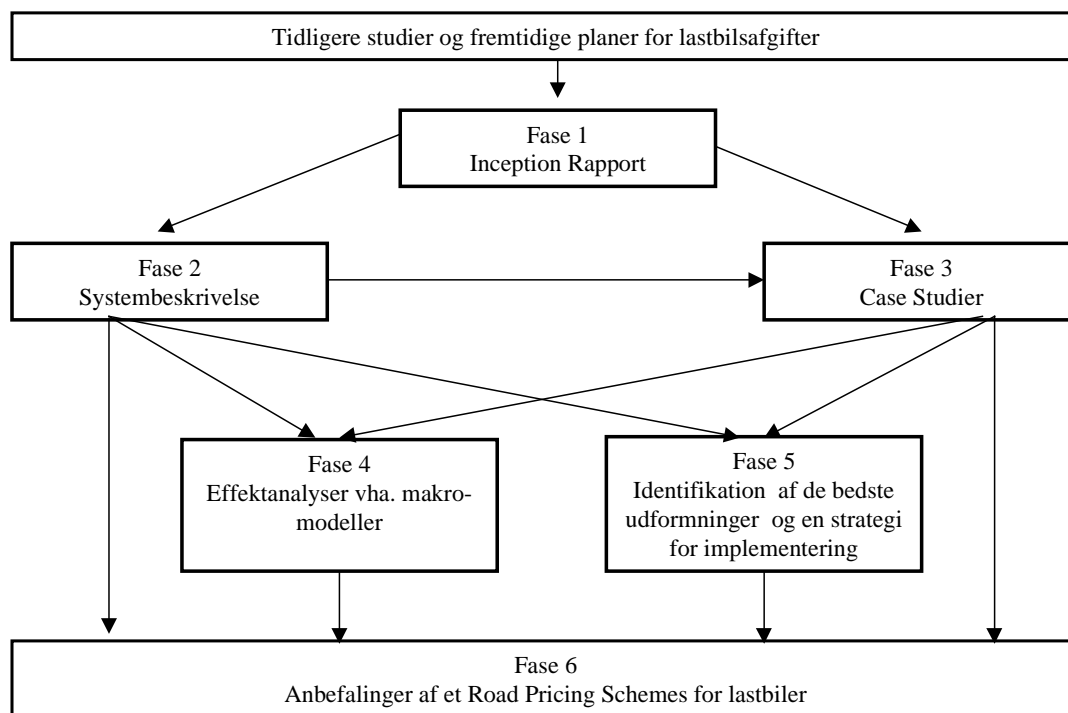 Tidligere studier og fremtidige planer for lastbilsafgifter
Fase 1
Inception Rapport
Fase 2
Systembeskrivelse
Fase 3
Case Studier
Fase 4
Effektanalyser vha. makro-
modeller
Fase 5
Identifikation af de bedste
udformninger og en strategi
for implementering
Fase 6
Anbefalinger af et Road Pricing Schemes for lastbiler